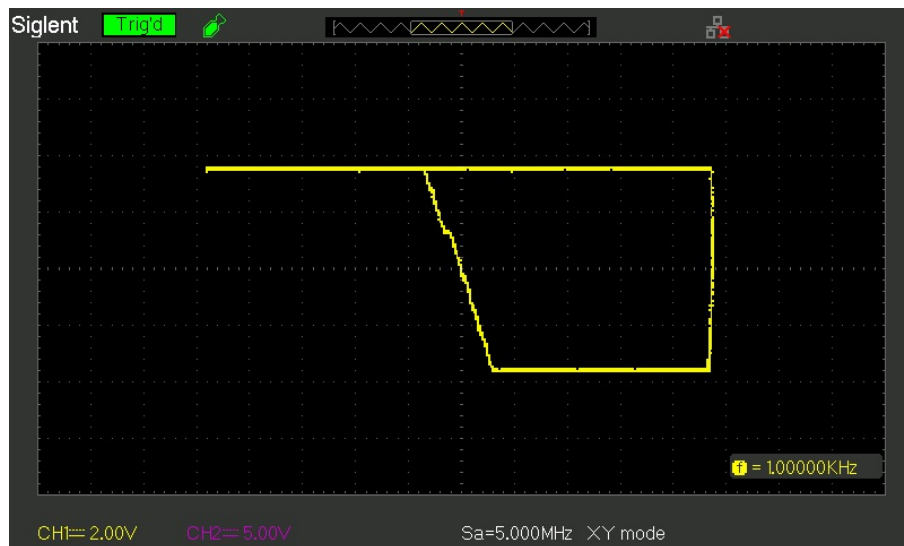 Siglent Trig'd T
f = 1.00000KHz
CH1 2.00V CH2 5.00V Sa=5.000MHz XY mode